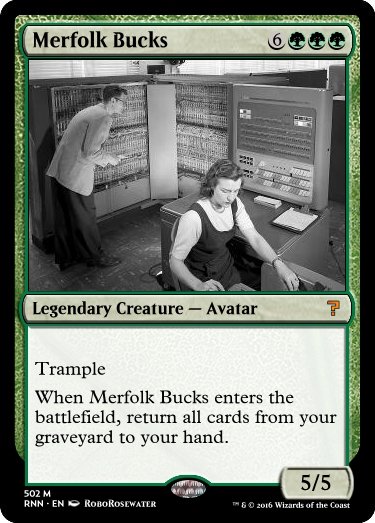 Merfolk Bucks 6
Legendary Creature — Avatar
Trample
When Merfolk Bucks enters the
battlefield, return all cards from your
graveyard to your hand.
5/5
502 M
RNN • EN RoboRosewater
™ & © 2016 Wizards of the Coast